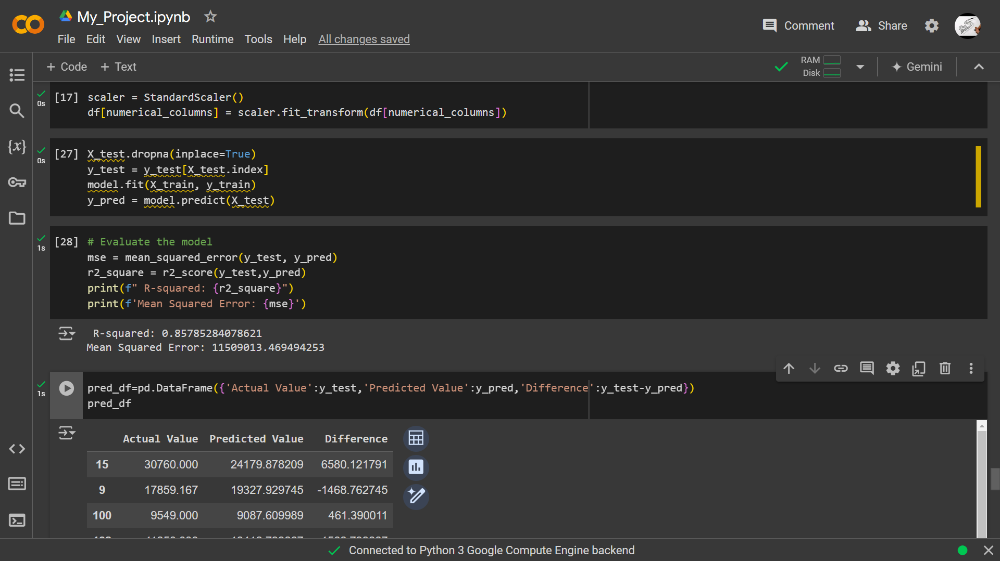 My_Project.ipynb
File Edit View Insert Runtime Tools Help All changes saved
Comment Share
+ Code + Text
RAM
Disk
Gemini
0s
[17] scaler = StandardScaler()
df[numerical_columns] = scaler.fit_transform(df[numerical_columns])
{x}
0s
[27] X_test.dropna(inplace=True)
y_test = y_test[X_test.index]
model.fit(X_train, y_train)
y_pred = model.predict(X_test)
1s
[28] # Evaluate the model
mse = mean_squared_error(y_test, y_pred)
r2_square = r2_score(y_test,y_pred)
print(f" R-squared: {r2_square}")
print(f'Mean Squared Error: {mse}')
R-squared: 0.85785284078621
Mean Squared Error: 11509013.469494253
1s
pred_df=pd.DataFrame({'Actual Value':y_test,'Predicted Value':y_pred,'Difference':y_test-y_pred})
pred_df
Actual Value Predicted Value Difference
15 30760.000 24179.878209 6580.121791
9 17859.167 19327.929745 -1468.762745
100 9549.000 9087.609989 461.390011
Connected to Python 3 Google Compute Engine backend